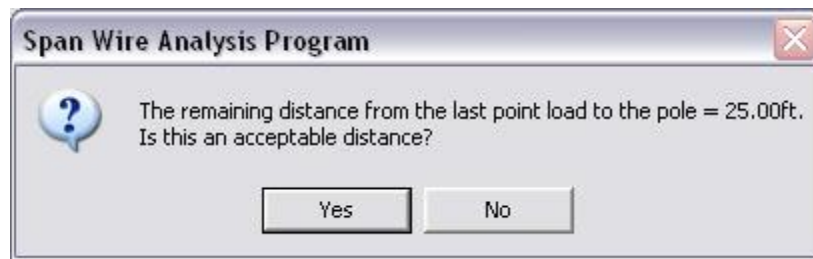 Span Wire Analysis Program
The remaining distance from the last point load to the pole = 25.00ft.
Is this an acceptable distance?
Yes
No